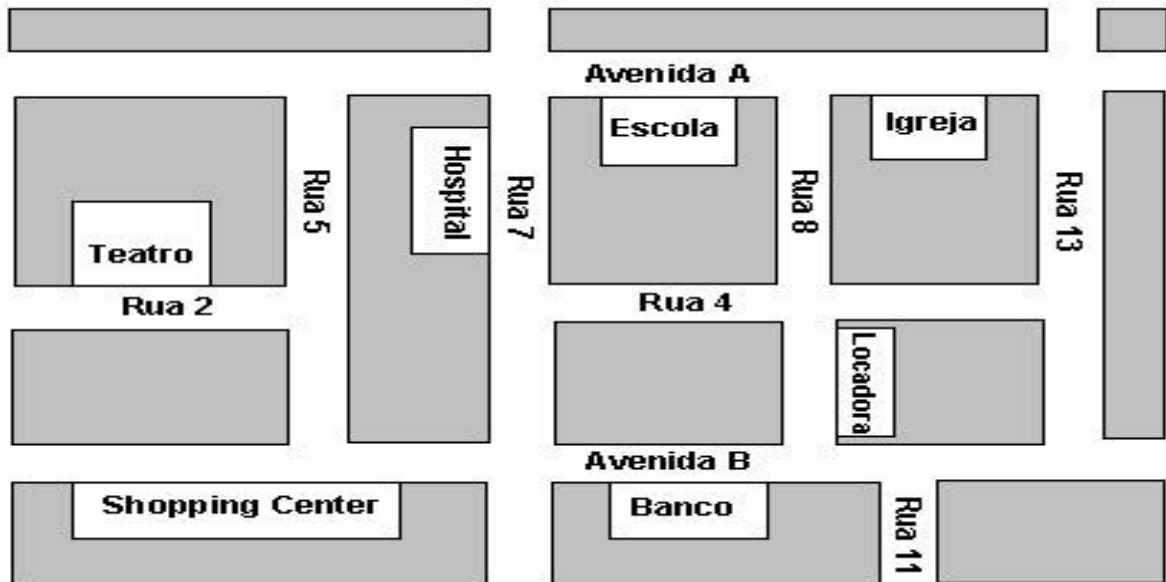 Avenida A
Escola
Igreja
Rua 5
Hospital
Rua 7
Rua 8
Rua 13
Teatro
Rua 2
Rua 4
Locadora
Avenida B
Shopping Center
Banco
Rua 11